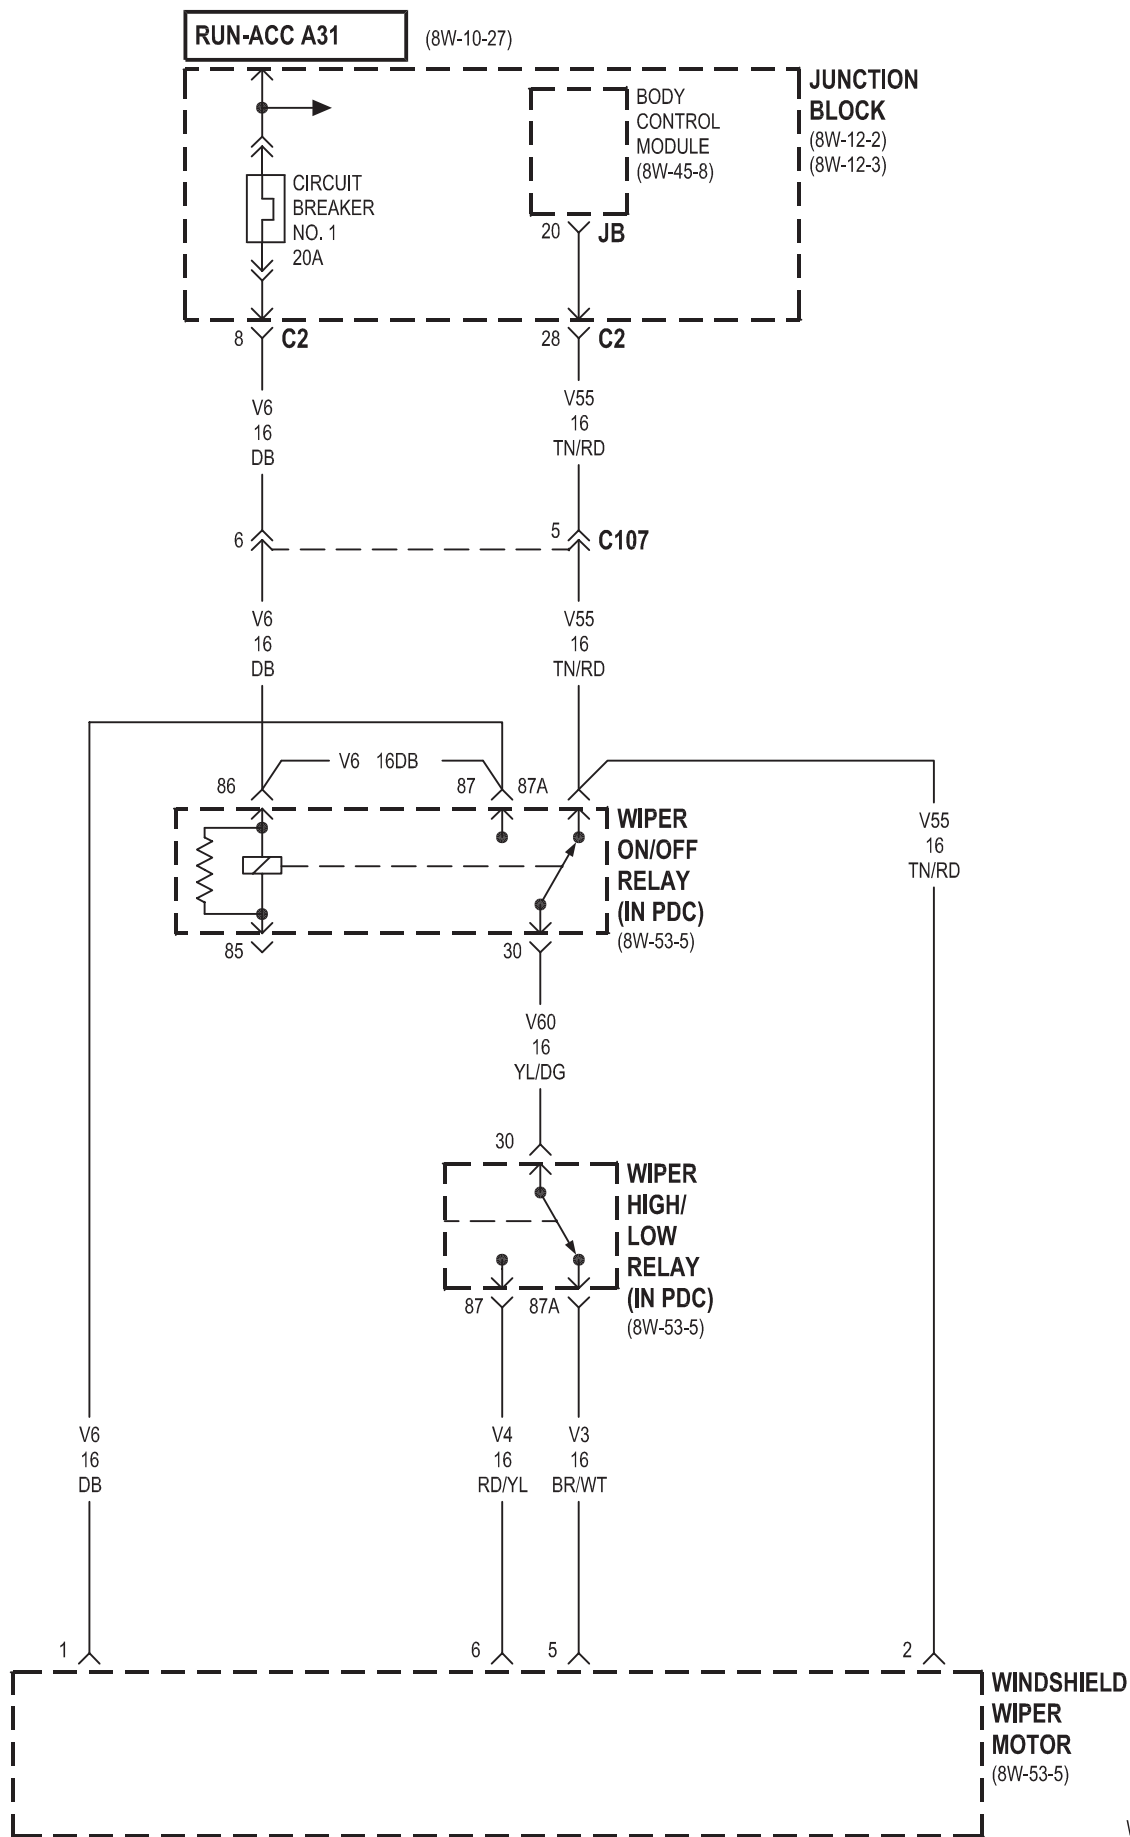 RUN-ACC A31
(8W-10-27)
JUNCTION
BLOCK
(8W-12-2)
(8W-12-3)
BODY
CONTROL
MODULE
(8W-45-8)
CIRCUIT
BREAKER
NO. 1
20A
20
JB
8
C2
28
C2
V6
16
DB
V55
16
TN/RD
6
5
C107
V6
16
DB
V55
16
TN/RD
V6 16DB
86
87
87A
WIPER
ON/OFF
RELAY
(IN PDC)
(8W-53-5)
V55
16
TN/RD
85
30
V60
16
YL/DG
30
WIPER
HIGH/
LOW
RELAY
(IN PDC)
(8W-53-5)
87
87A
V6
16
DB
V4
16
RD/YL
V3
16
BR/WT
1
6
5
2
WINDSHIELD
WIPER
MOTOR
(8W-53-5)